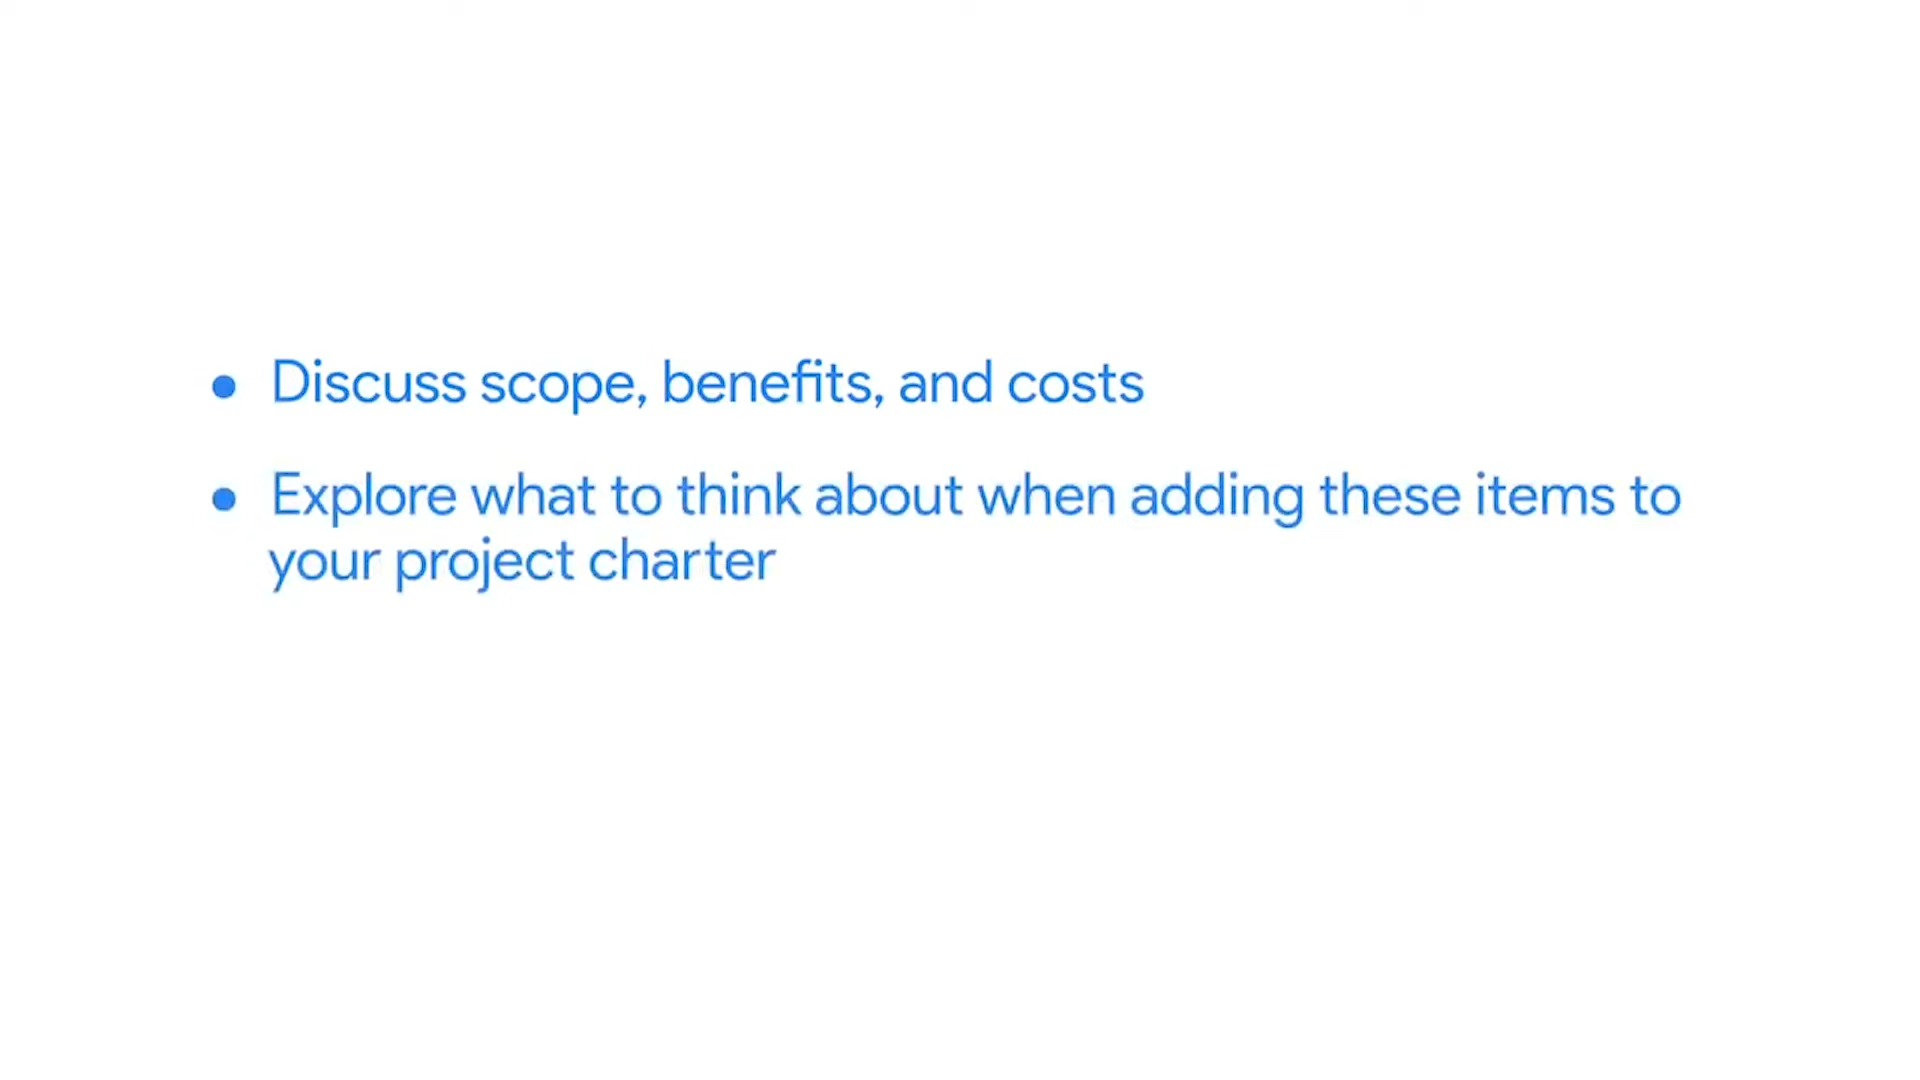 • Discuss scope, benefits, and costs
• Explore what to think about when adding these items to
your project charter